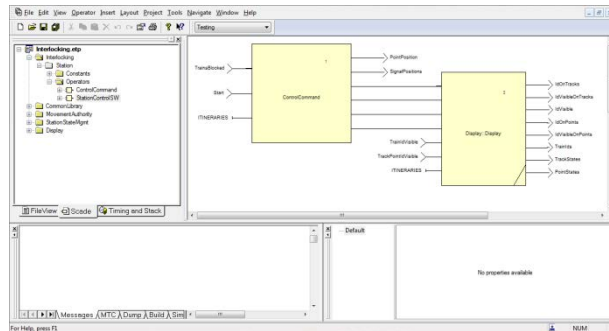 File Edit View Operator Insert Layout Project Tools Navigate Window Help
Testing
Interlocking.etp
Interlocking
Station
Constants
Operators
ControlCommand
StationControlSW
CommonLibrary
MovementAuthority
StationStateMgmt
Display
FileView Scade Timing and Stack
TrainsBlocked
Start
ITINERARIES
1
ControlCommand
PointPosition
SignalPositions
TrainIdVisible
TrackPointIdVisible
ITINERARIES
Display : Display
IdOnTracks
IdVisibleOnTracks
IdVisible
IdOnPoints
IdVisibleOnPoints
TrainIds
TrackStates
PointStates
Messages MTC Dump Build Sim
Default
No properties available
For Help, press F1
NUM